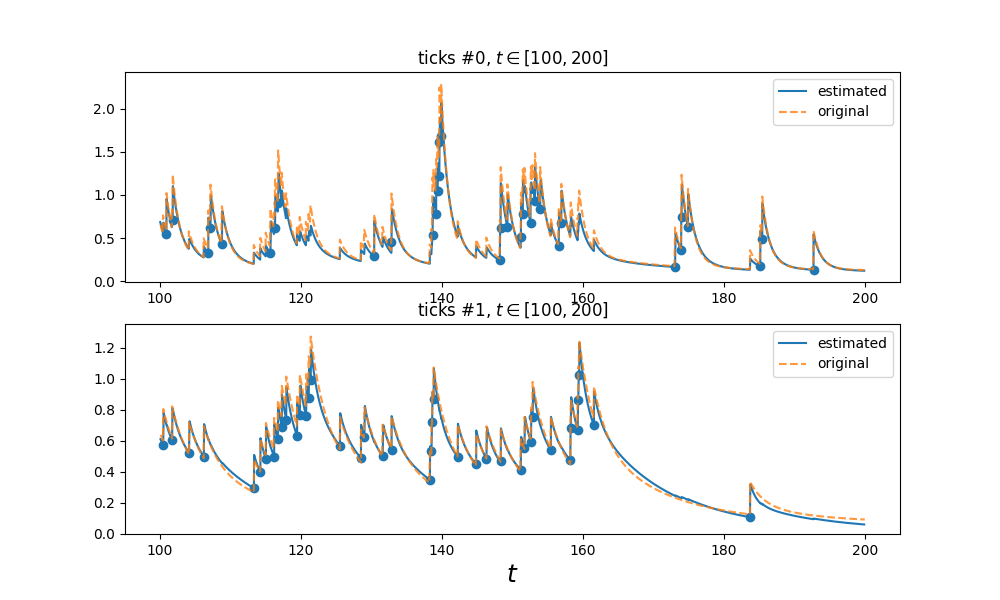 ticks #0, t ∈ [100, 200]
estimated
original
2.0
1.5
1.0
0.5
0.0
100 120 140 160 180 200
ticks #1, t ∈ [100, 200]
estimated
original
1.2
1.0
0.8
0.6
0.4
0.2
0.0
100 120 140 160 180 200
t